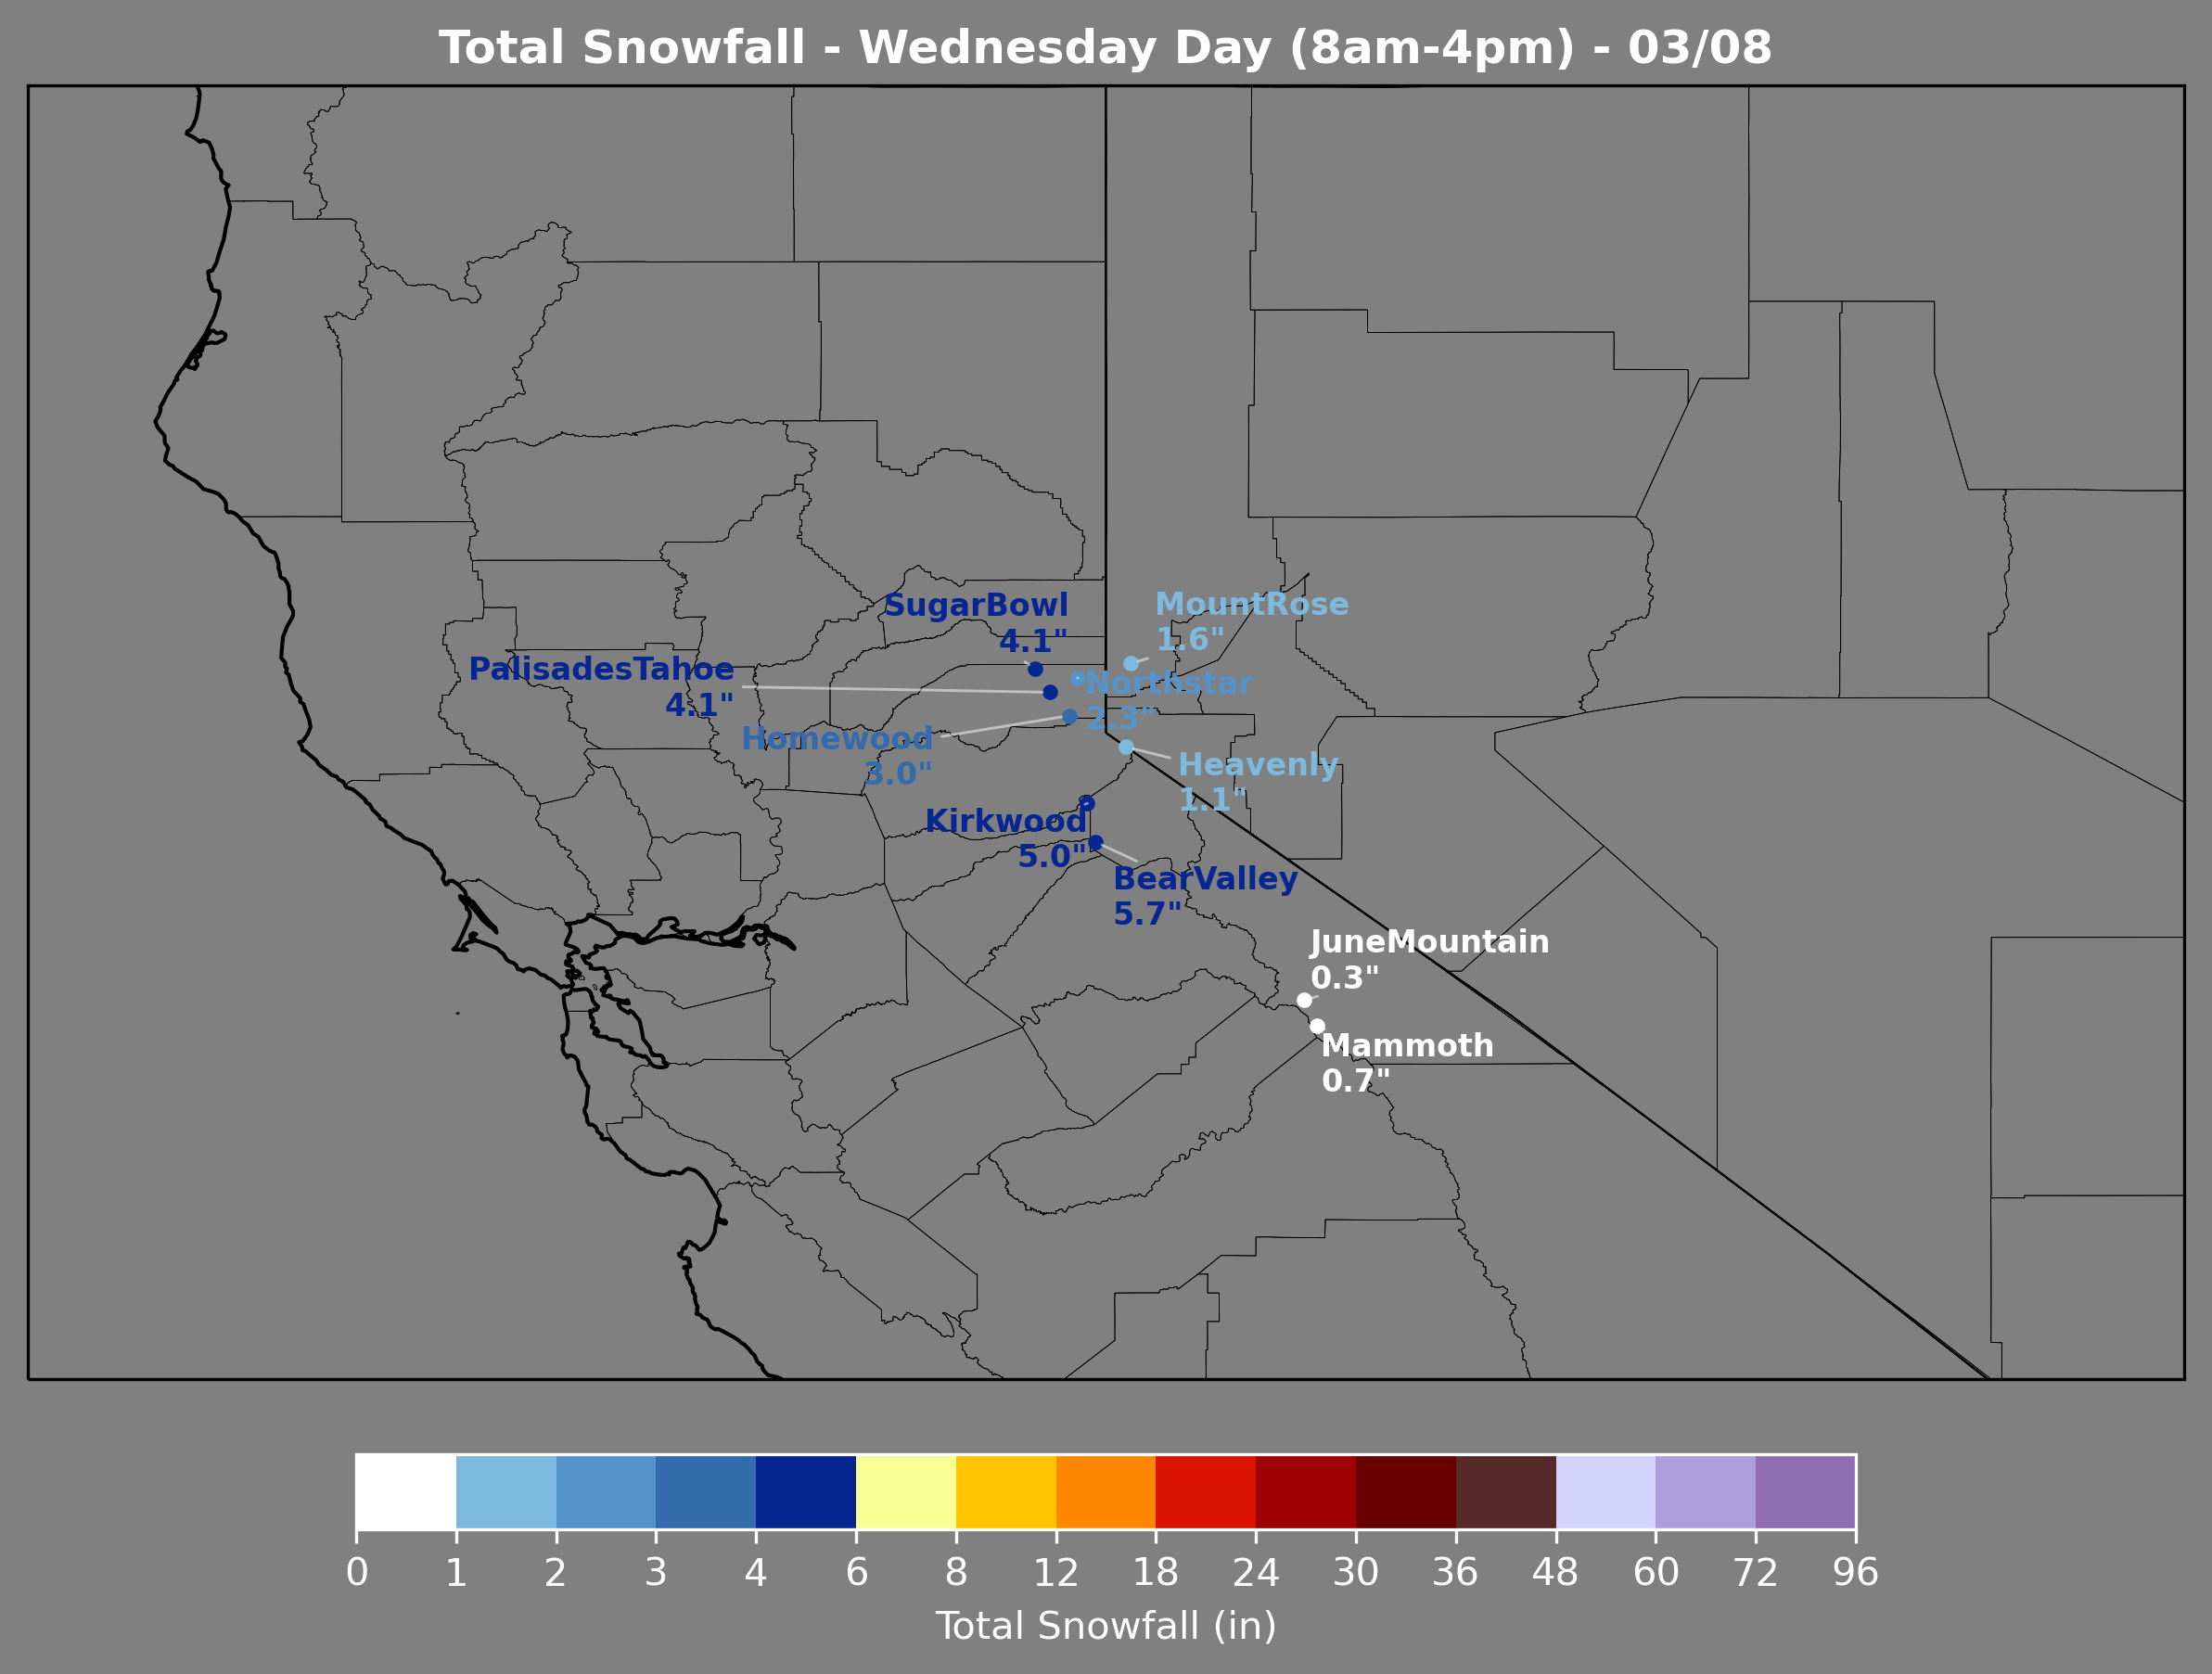 Total Snowfall - Wednesday Day (8am-4pm) - 03/08
SugarBowl
4.1"
MountRose
1.6"
PalisadesTahoe
4.1"
Northstar
2.3"
Homewood
3.0"
Heavenly
1.1"
Kirkwood
5.0"
BearValley
5.7"
JuneMountain
0.3"
Mammoth
0.7"
0 1 2 3 4 6 8 12 18 24 30 36 48 60 72 96
Total Snowfall (in)